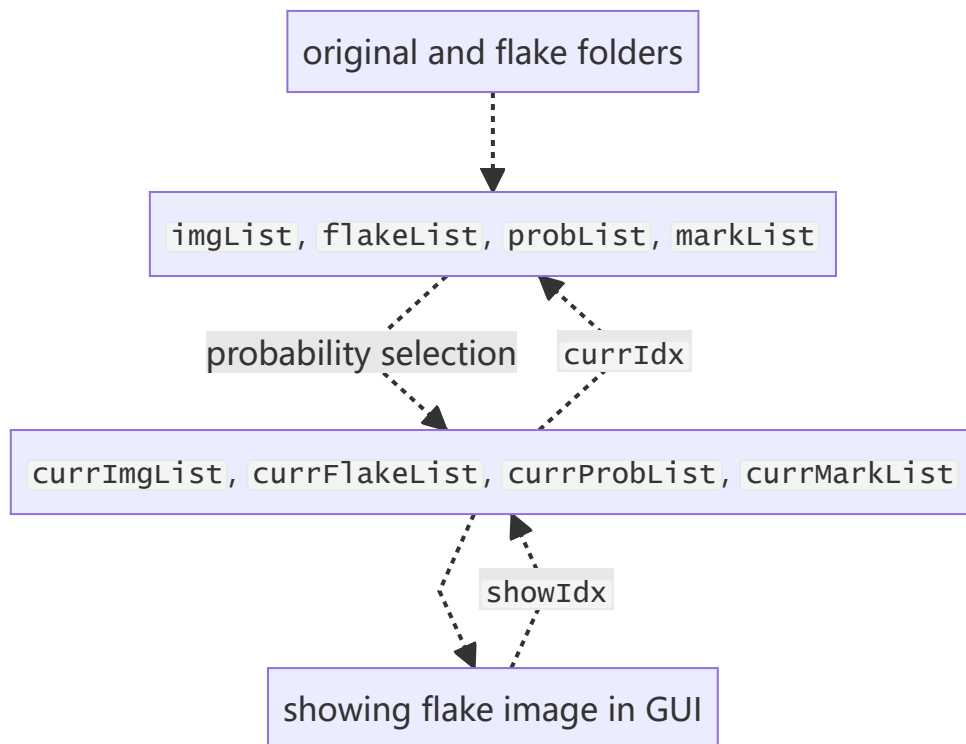 original and flake folders
imgList, flakeList, probList, markList
probability selection
currIdx
currImgList, currFlakeList, currProbList, currMarkList
showIdx
showing flake image in GUI